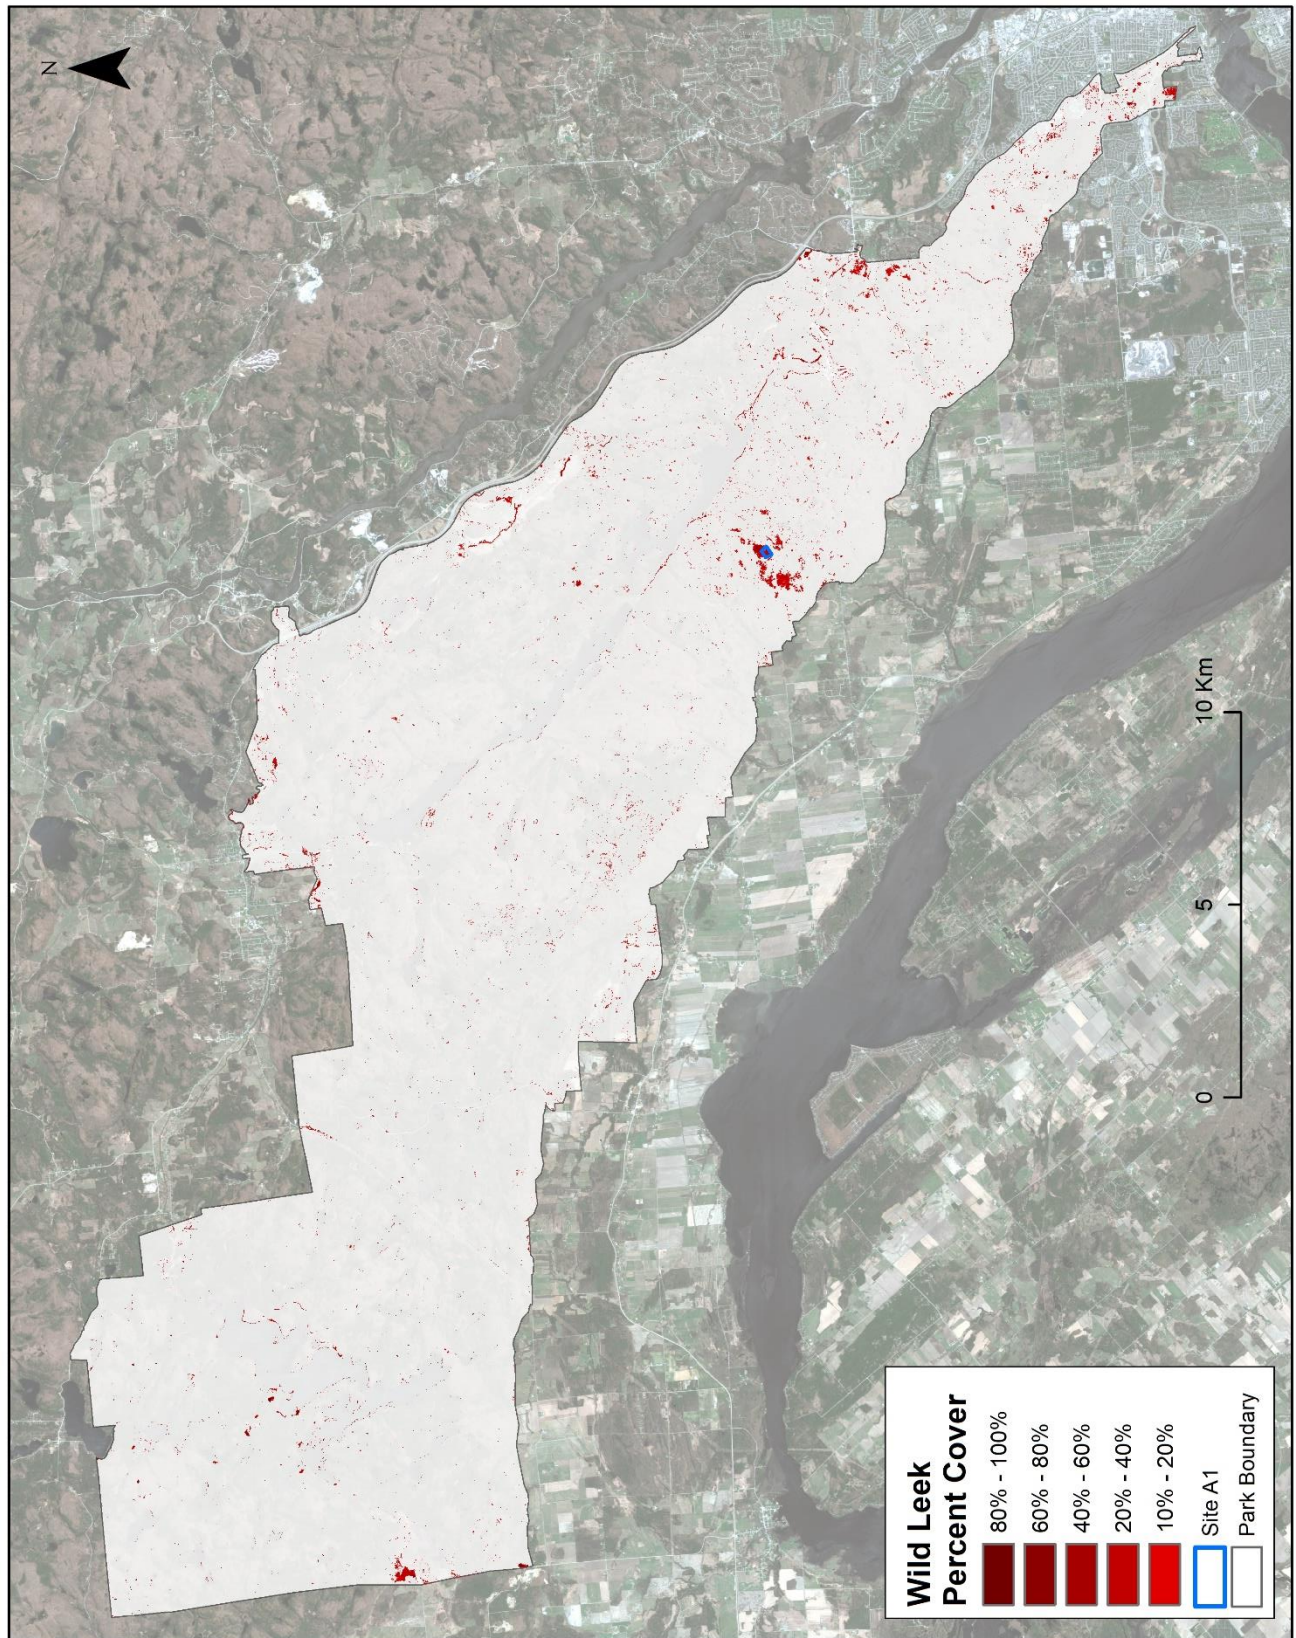 N
Wild Leek
Percent Cover
80% - 100%
60% - 80%
40% - 60%
20% - 40%
10% - 20%
Site A1
Park Boundary
0
5
10 Km